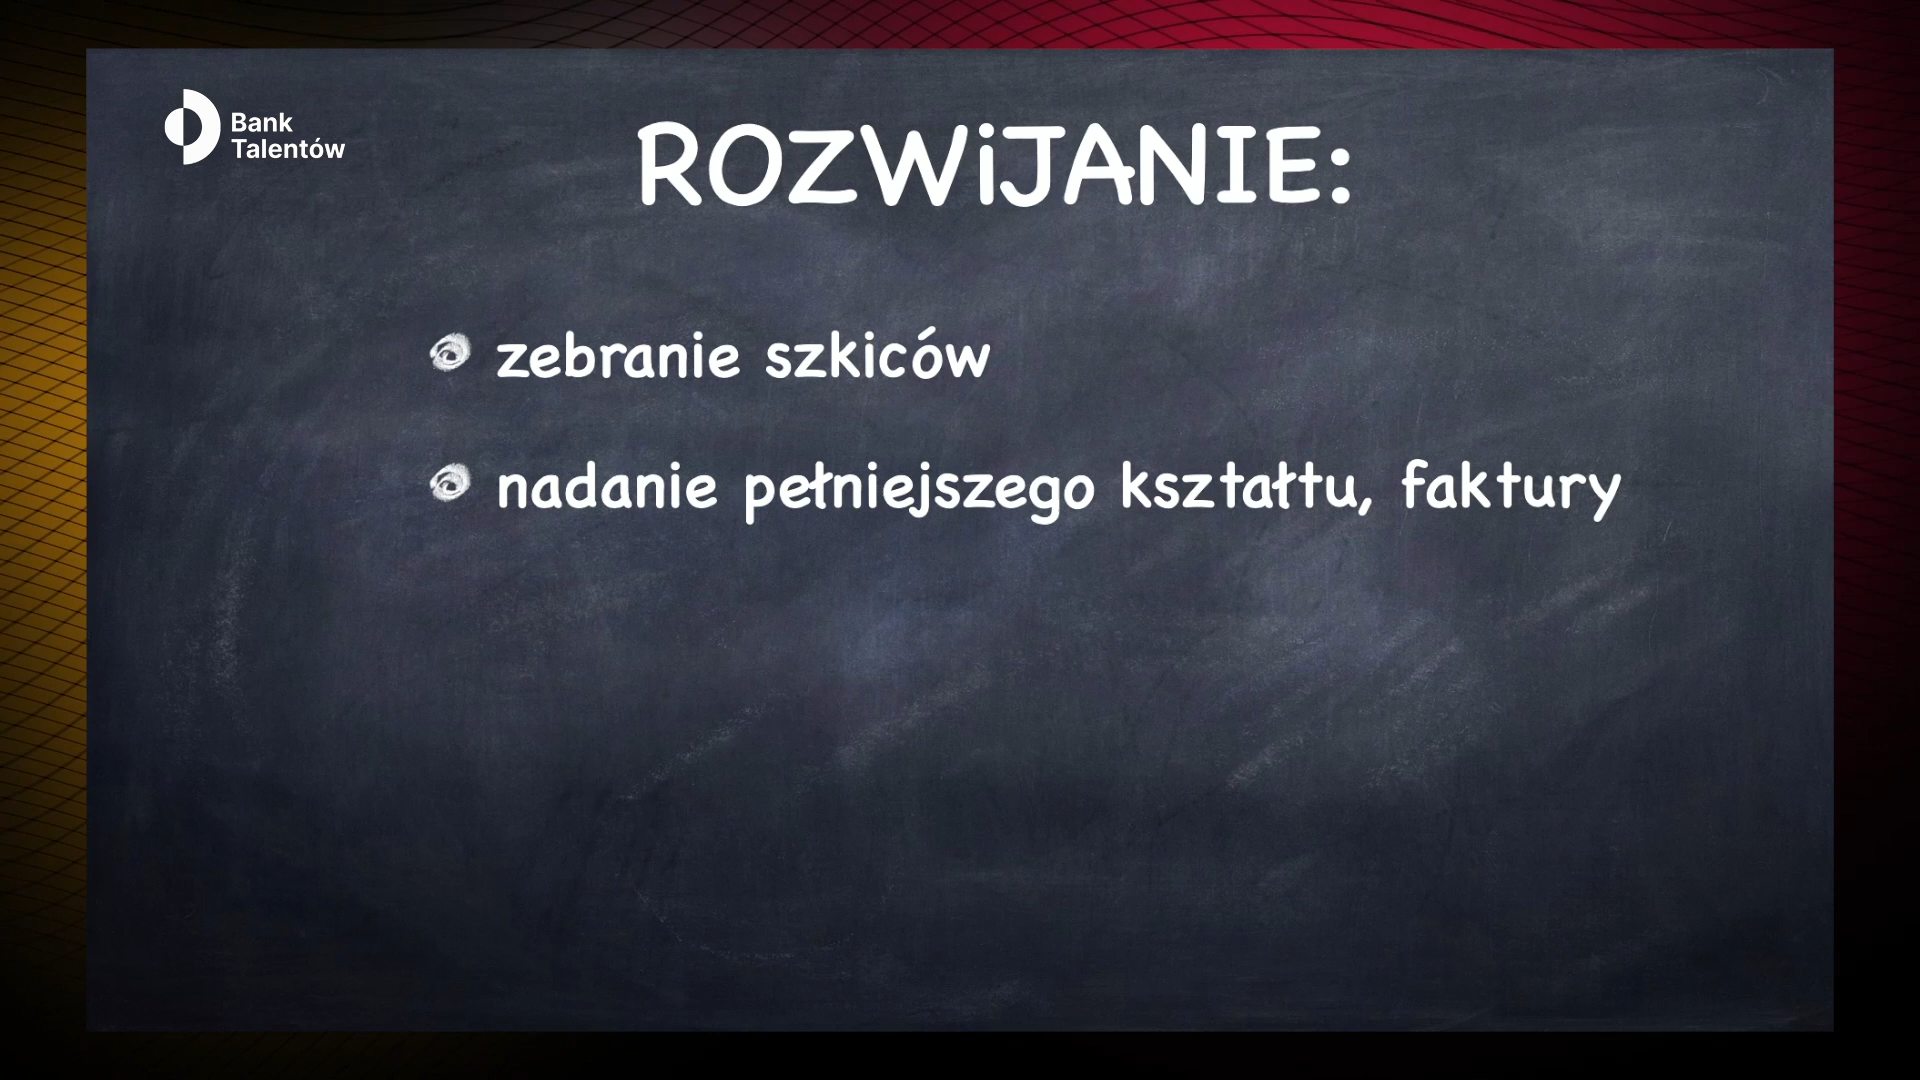 Bank
Talentów
ROZWiJANIE:
zebranie szkiców
nadanie pełniejszego kształtu, faktury